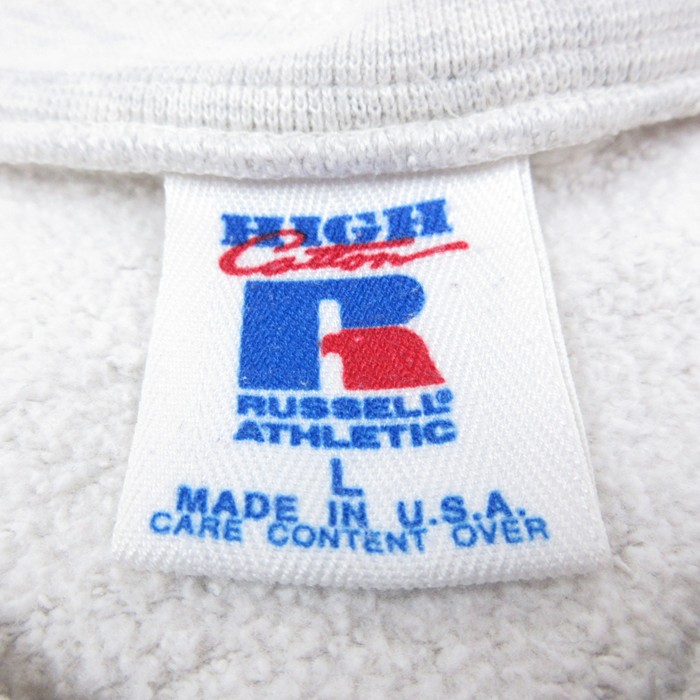 HIGH
Cotton
R
RUSSELL®
ATHLETIC
L
MADE IN U.S.A.
CARE CONTENT OVER